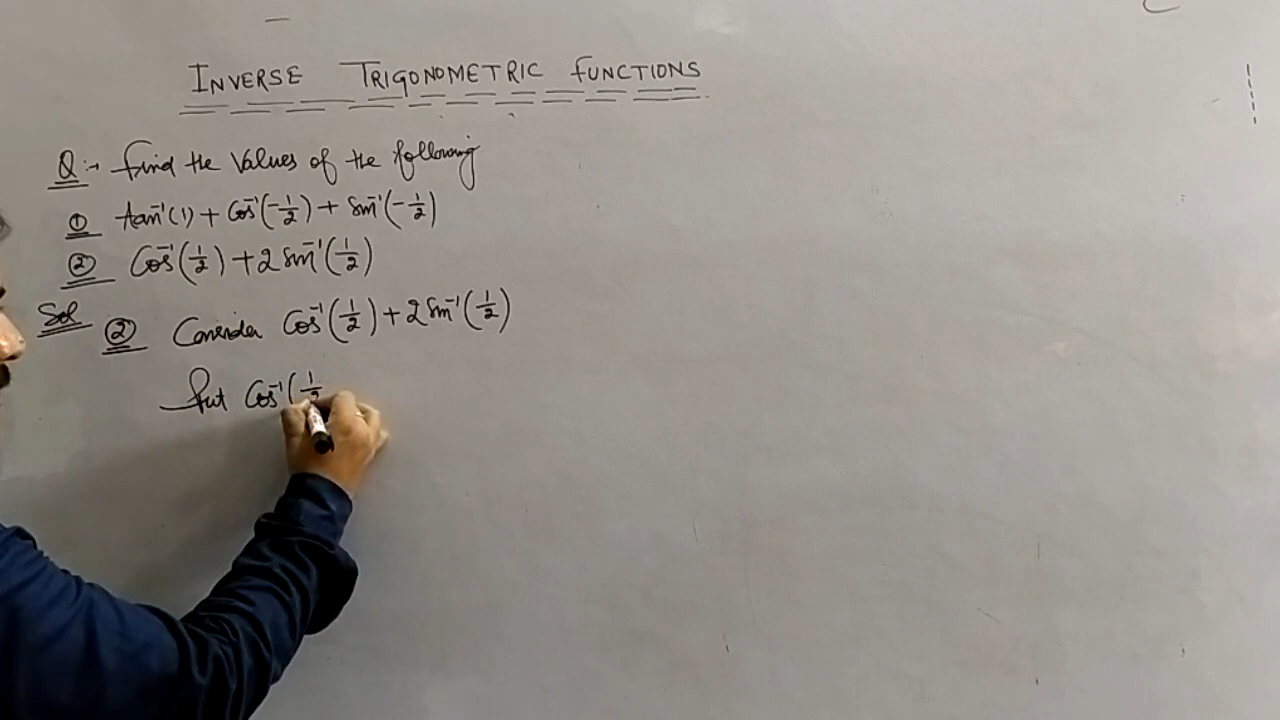 INVERSE TRIGONOMETRIC FUNCTIONS
Q:→ Find the Values of the following
① tan⁻¹(1) + Cos⁻¹(-1/2) + Sin⁻¹(-1/2)
② Cos⁻¹(1/2) + 2 Sin⁻¹(1/2)
Sol ② Consider Cos⁻¹(1/2) + 2 Sin⁻¹(1/2)
Put Cos⁻¹(1/2